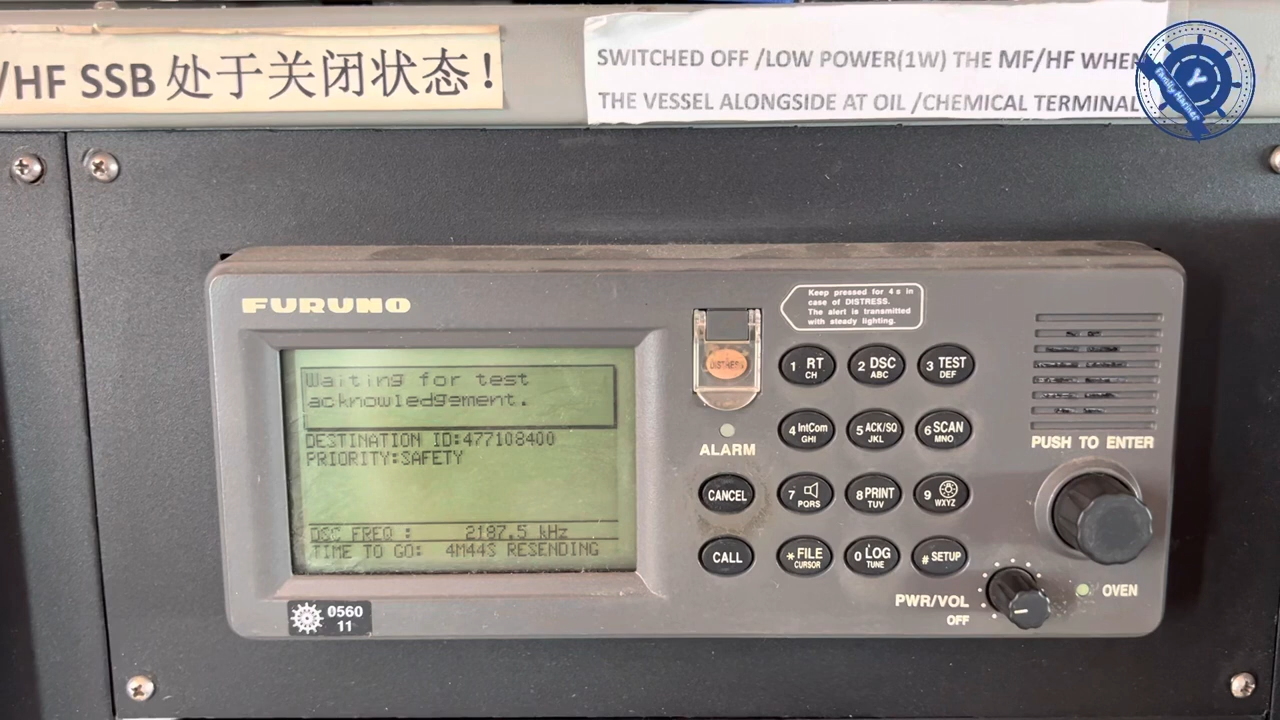 /HF SSB 处于关闭状态!
SWITCHED OFF /LOW POWER(1W) THE MF/HF WHEN
THE VESSEL ALONGSIDE AT OIL /CHEMICAL TERMINAL
Family Mariner
FURUNO
Keep pressed for 4 s in
case of DISTRESS.
The alert is transmitted
with steady lighting.
Waiting for test
acknowledgement.
DESTINATION ID:477108400
PRIORITY:SAFETY
DSC FREQ : 2187.5 kHz
TIME TO GO: 4M44S RESENDING
DISTRESS
ALARM
1 RT
CH
2 DSC
ABC
3 TEST
DEF
4 IntCom
GHI
5 ACK/SQ
JKL
6 SCAN
MNO
CANCEL
7
PQRS
8 PRINT
TUV
9
WXYZ
CALL
* FILE
CURSOR
0 LOG
TUNE
# SETUP
PUSH TO ENTER
PWR/VOL
OFF
OVEN
0560
11